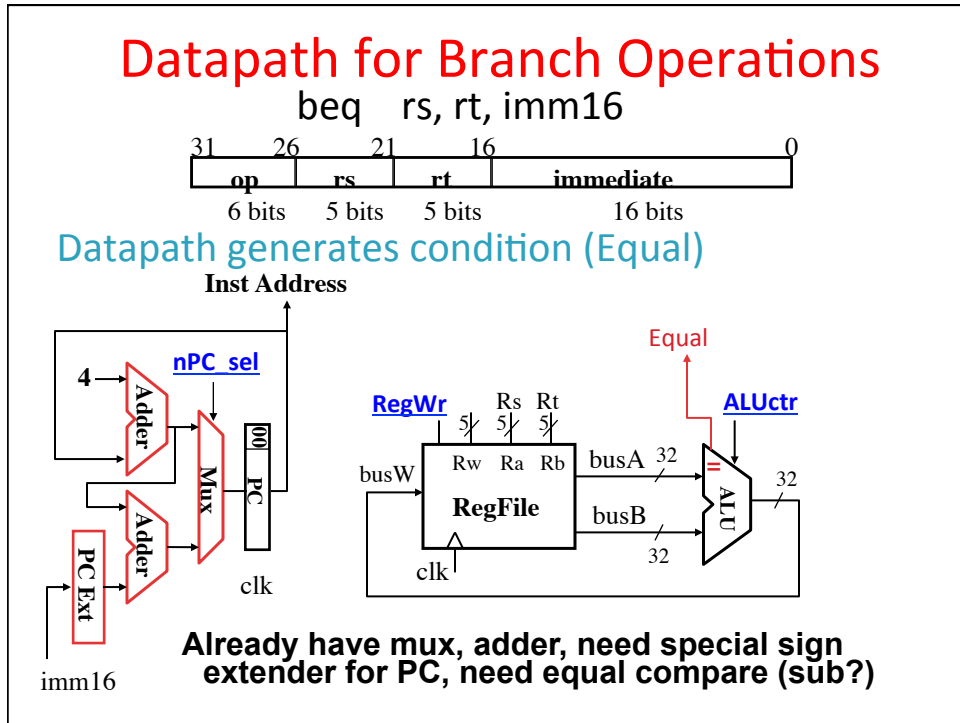 Datapath for Branch Operations
beq rs, rt, imm16
31 26 21 16 0
op rs rt immediate
6 bits 5 bits 5 bits 16 bits
Datapath generates condition (Equal)
Inst Address
4
Adder
nPC_sel
Mux
00
PC
clk
Adder
PC Ext
imm16
RegWr
Rs Rt
5 5 5
Rw Ra Rb
busW
RegFile
clk
busA 32
busB
32
Equal
ALUctr
=
ALU
32
Already have mux, adder, need special sign
extender for PC, need equal compare (sub?)